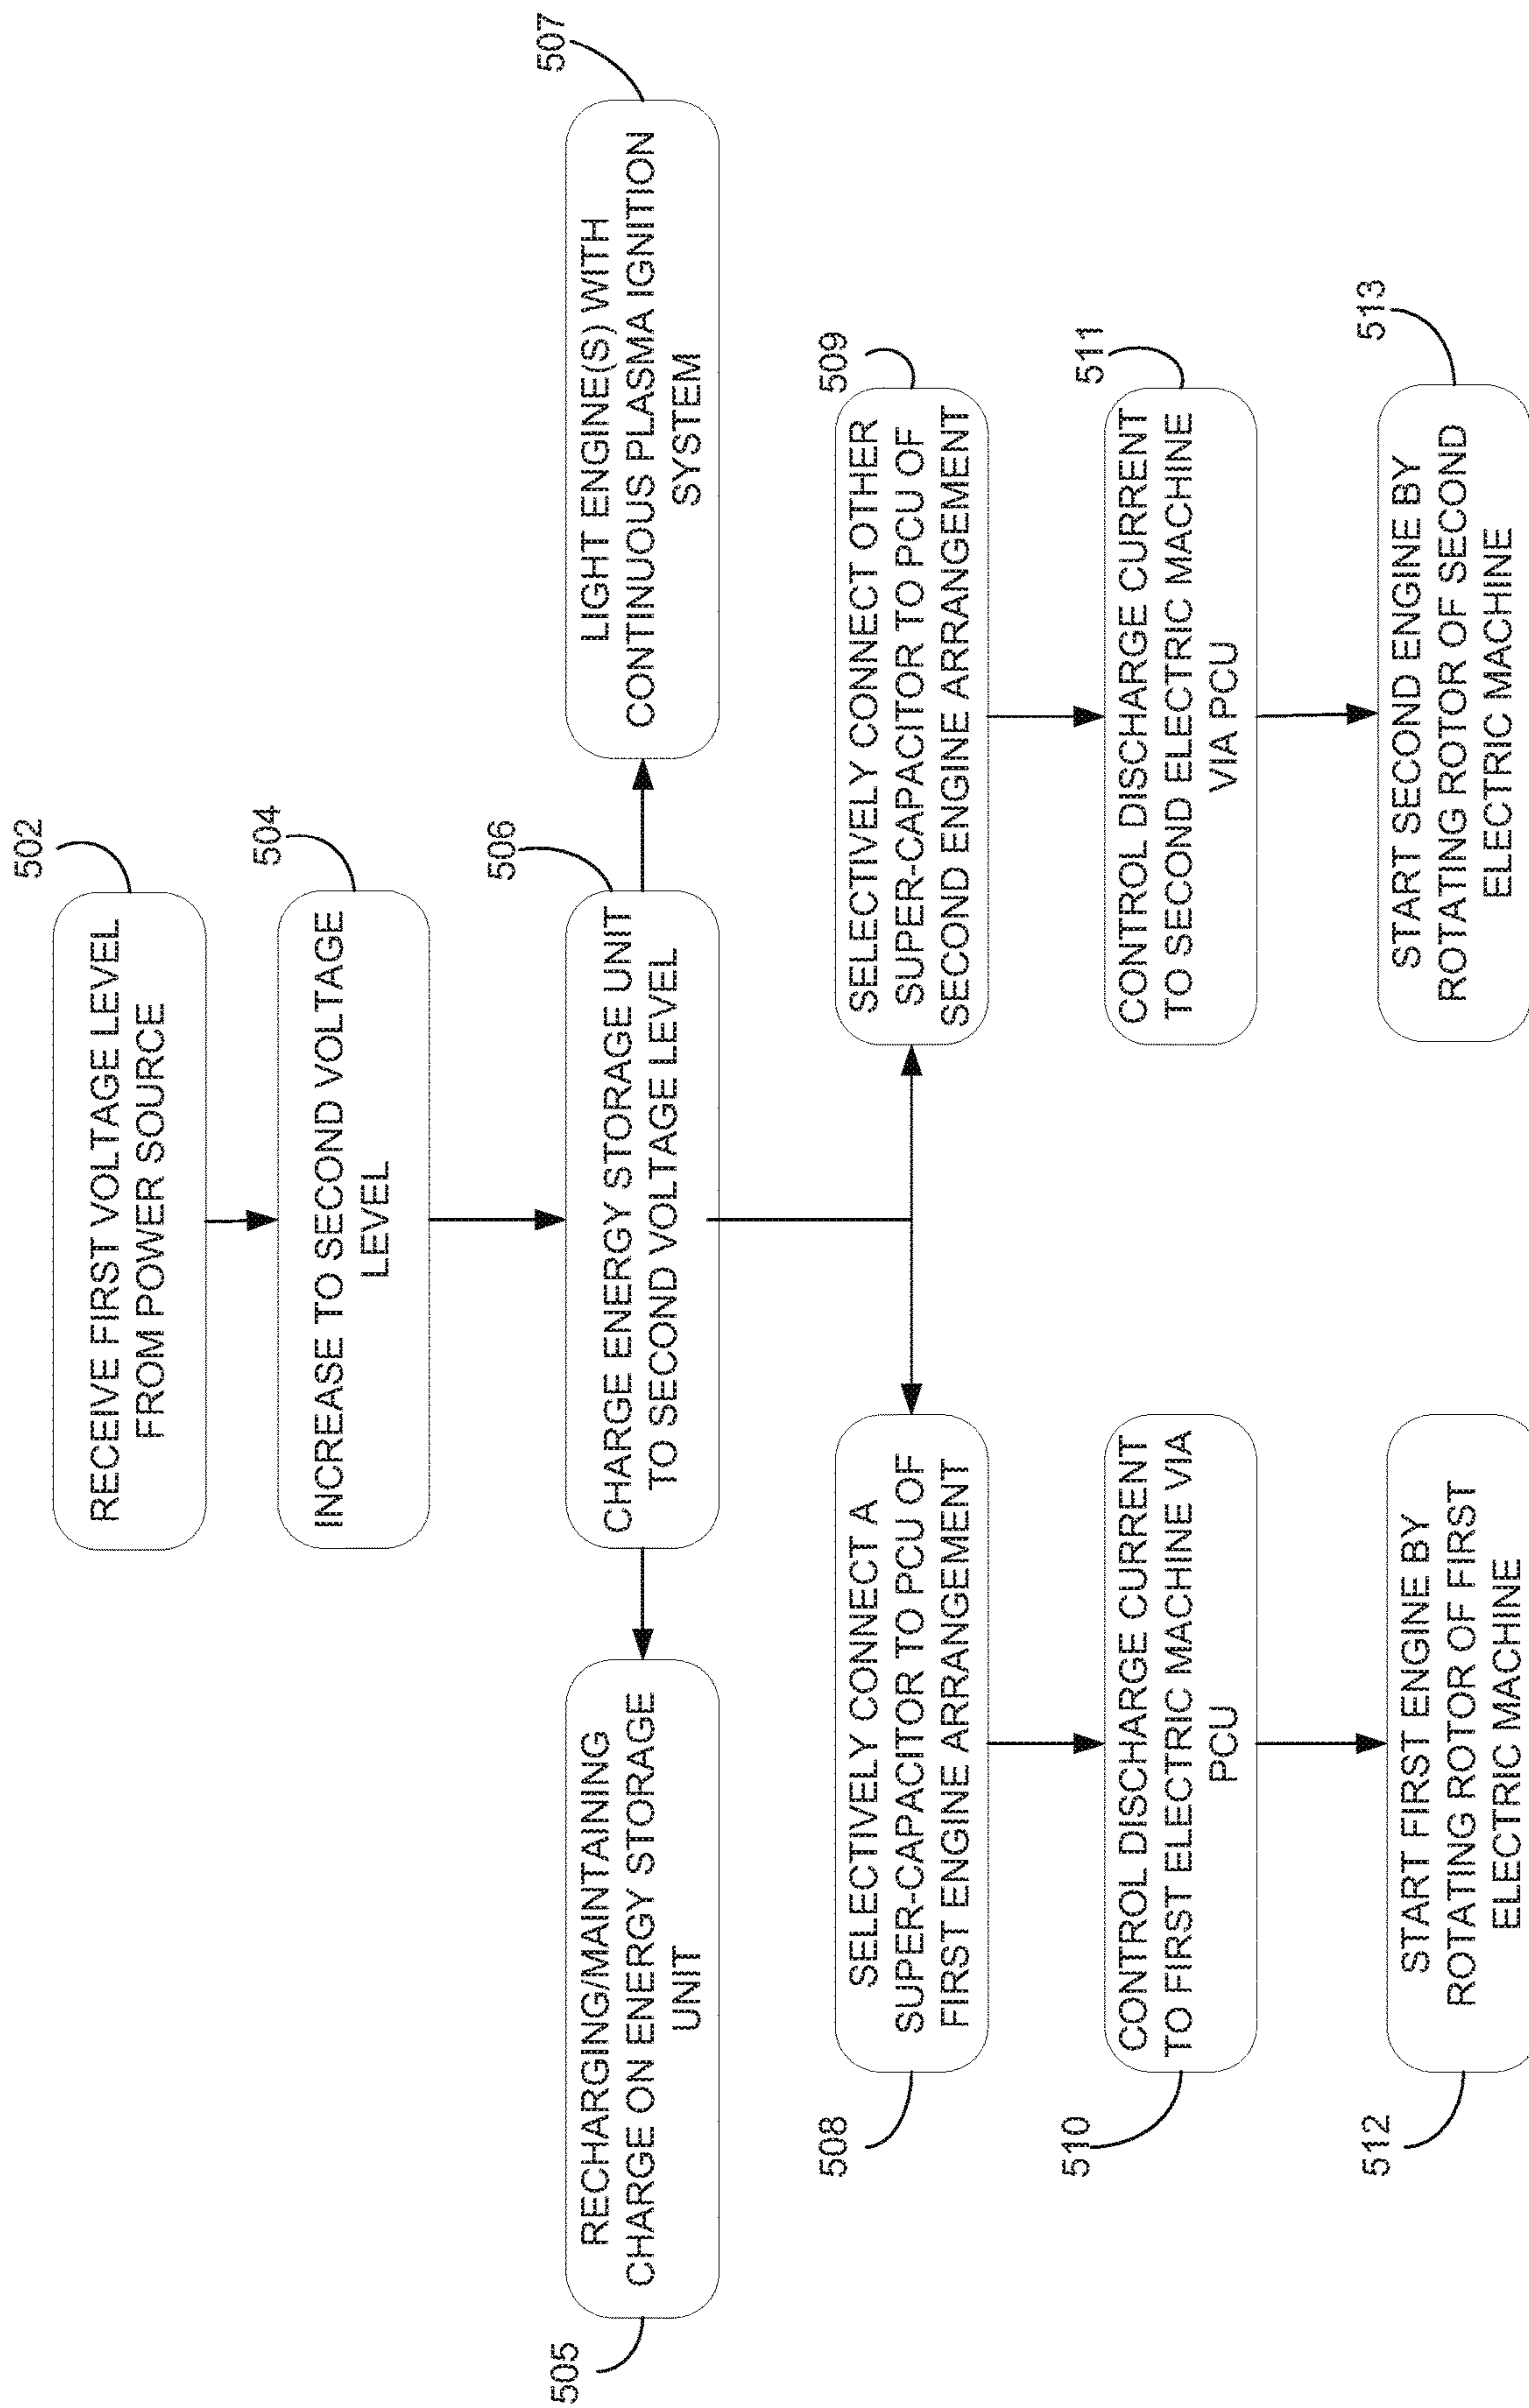 502
RECEIVE FIRST VOLTAGE LEVEL
FROM POWER SOURCE
504
INCREASE TO SECOND VOLTAGE
LEVEL
506
CHARGE ENERGY STORAGE UNIT
TO SECOND VOLTAGE LEVEL
505
RECHARGING/MAINTAINING
CHARGE ON ENERGY STORAGE
UNIT
507
LIGHT ENGINE(S) WITH
CONTINUOUS PLASMA IGNITION
SYSTEM
508
SELECTIVELY CONNECT A
SUPER-CAPACITOR TO PCU OF
FIRST ENGINE ARRANGEMENT
509
SELECTIVELY CONNECT OTHER
SUPER-CAPACITOR TO PCU OF
SECOND ENGINE ARRANGEMENT
510
CONTROL DISCHARGE CURRENT
TO FIRST ELECTRIC MACHINE VIA
PCU
511
CONTROL DISCHARGE CURRENT
TO SECOND ELECTRIC MACHINE
VIA PCU
512
START FIRST ENGINE BY
ROTATING ROTOR OF FIRST
ELECTRIC MACHINE
513
START SECOND ENGINE BY
ROTATING ROTOR OF SECOND
ELECTRIC MACHINE